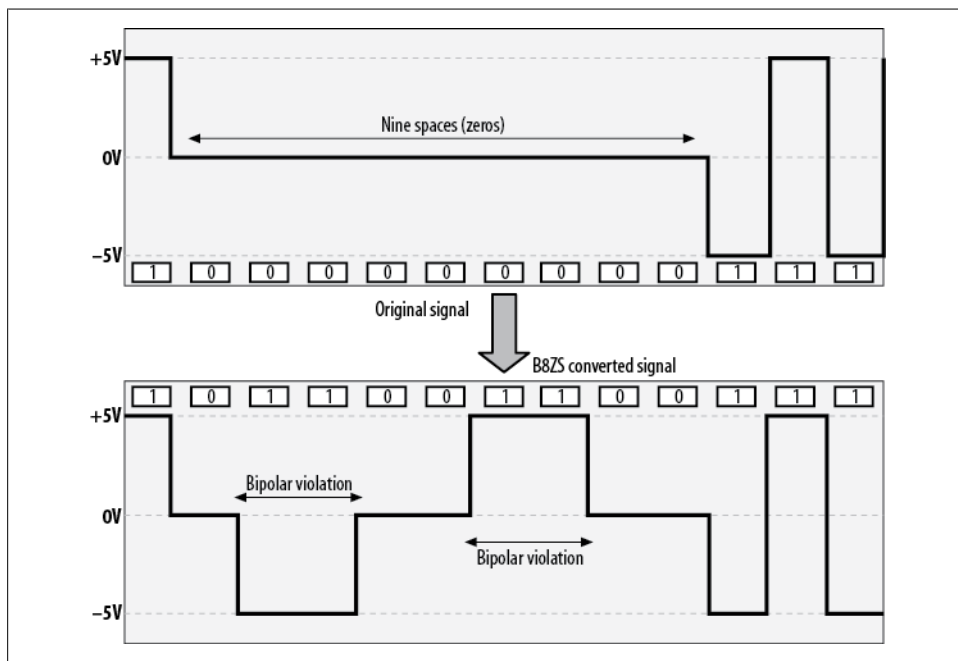 +5V
Nine spaces (zeros)
0V
−5V
1 0 0 0 0 0 0 0 0 0 1 1 1
Original signal
B8ZS converted signal
1 0 1 1 0 0 1 1 0 0 1 1 1
+5V
Bipolar violation
0V
Bipolar violation
−5V